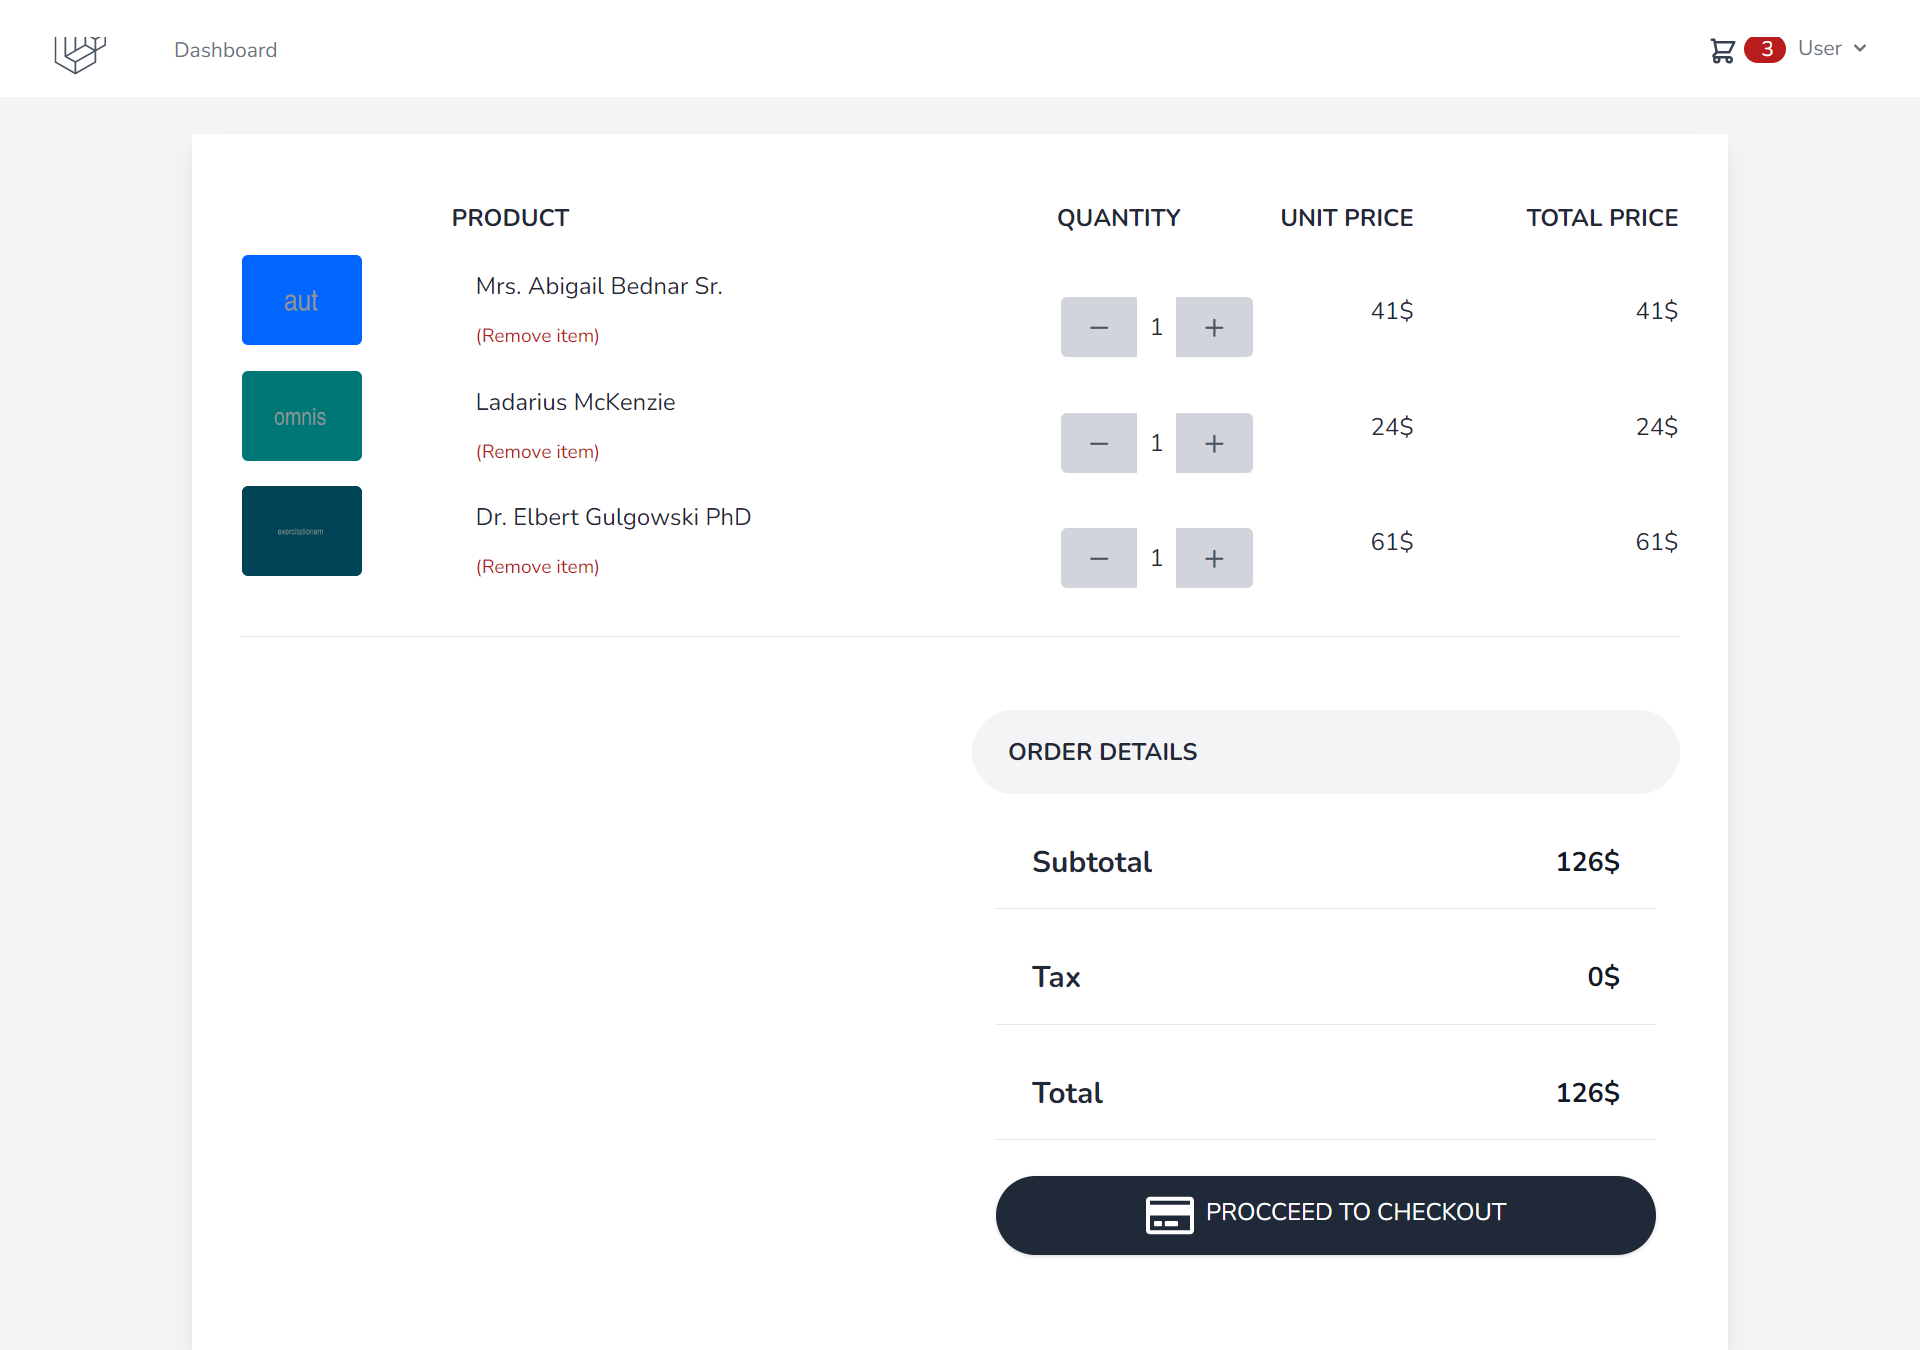 Dashboard
3 User
PRODUCT QUANTITY UNIT PRICE TOTAL PRICE
aut
Mrs. Abigail Bednar Sr.
(Remove item)
− 1 + 41$ 41$
omnis
Ladarius McKenzie
(Remove item)
− 1 + 24$ 24$
exercitationem
Dr. Elbert Gulgowski PhD
(Remove item)
− 1 + 61$ 61$
ORDER DETAILS
Subtotal 126$
Tax 0$
Total 126$
PROCCEED TO CHECKOUT